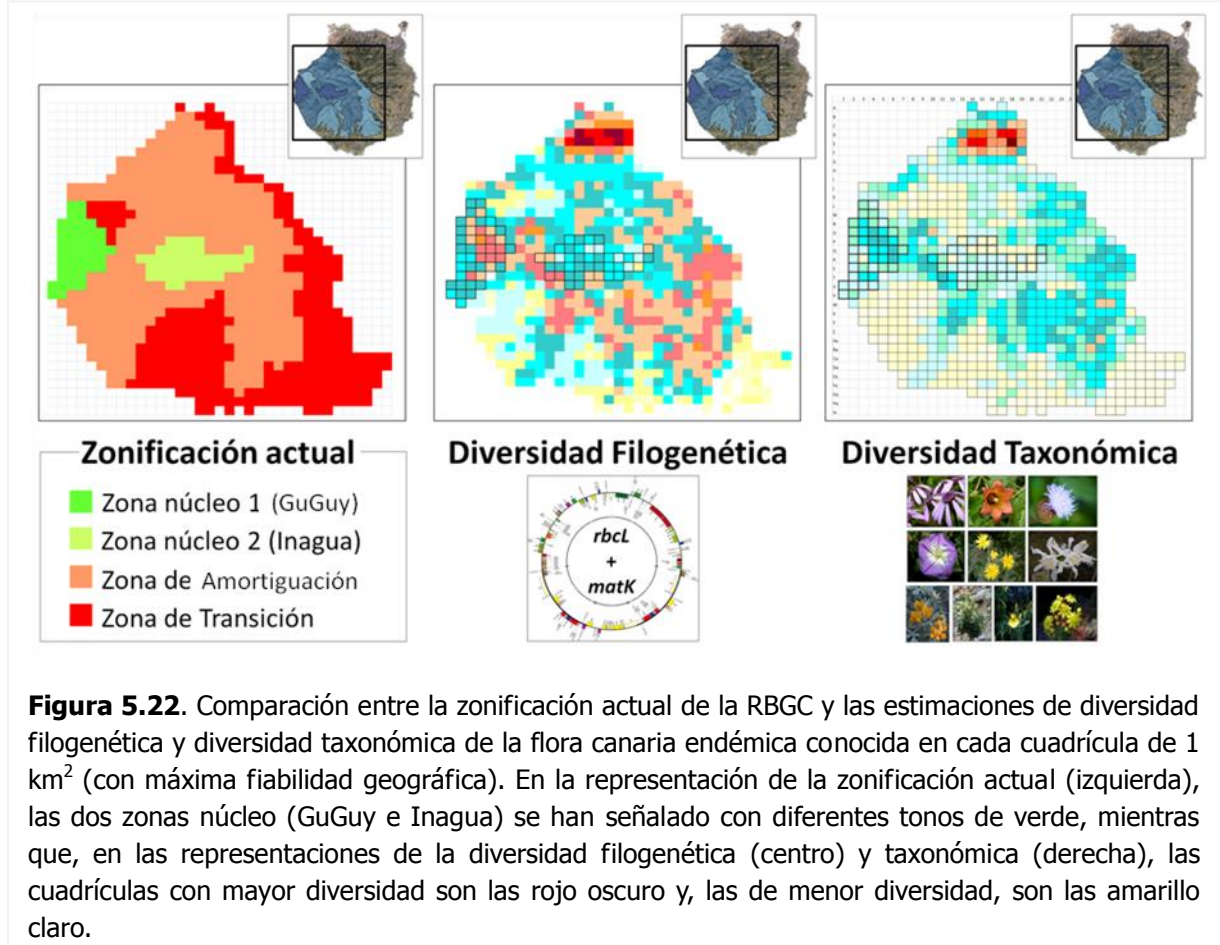 Zonificación actual
Zona núcleo 1 (GuGuy)
Zona núcleo 2 (Inagua)
Zona de Amortiguación
Zona de Transición
Diversidad Filogenética
rbcL
+
matK
Diversidad Taxonómica
Figura 5.22. Comparación entre la zonificación actual de la RBGC y las estimaciones de diversidad
filogenética y diversidad taxonómica de la flora canaria endémica conocida en cada cuadrícula de 1
km² (con máxima fiabilidad geográfica). En la representación de la zonificación actual (izquierda),
las dos zonas núcleo (GuGuy e Inagua) se han señalado con diferentes tonos de verde, mientras
que, en las representaciones de la diversidad filogenética (centro) y taxonómica (derecha), las
cuadrículas con mayor diversidad son las rojo oscuro y, las de menor diversidad, son las amarillo
claro.